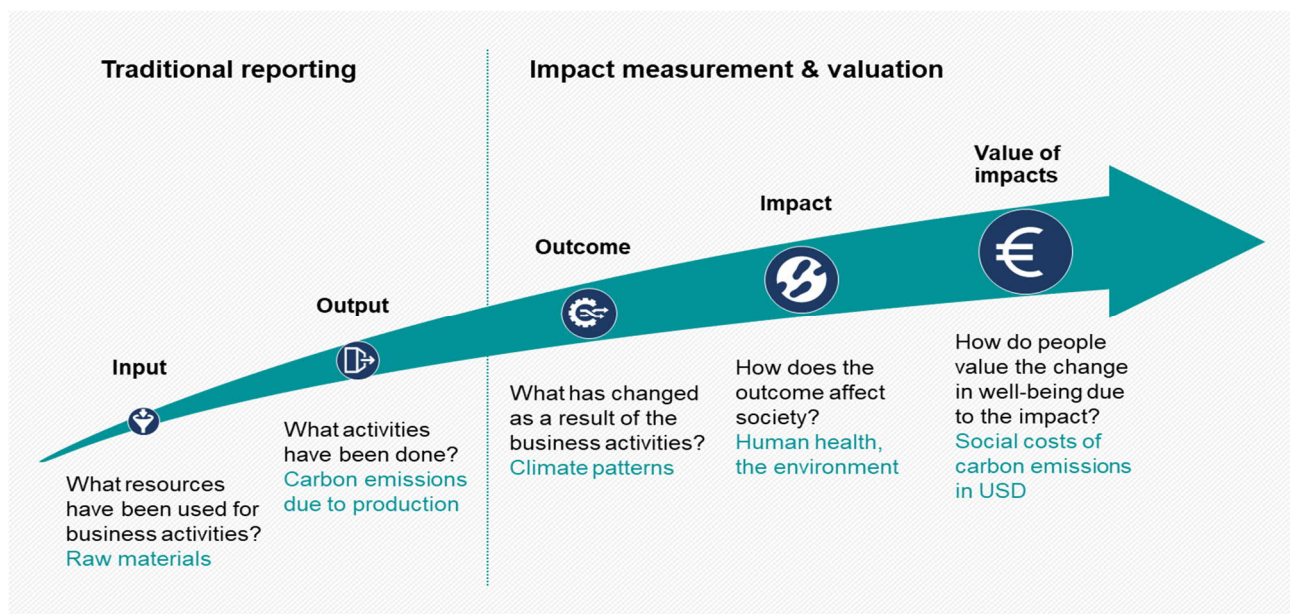 Traditional reporting
Impact measurement & valuation
Input
What resources
have been used for
business activities?
Raw materials
Output
What activities
have been done?
Carbon emissions
due to production
Outcome
What has changed
as a result of the
business activities?
Climate patterns
Impact
How does the
outcome affect
society?
Human health,
the environment
Value of
impacts
€
How do people
value the change
in well-being due
to the impact?
Social costs of
carbon emissions
in USD